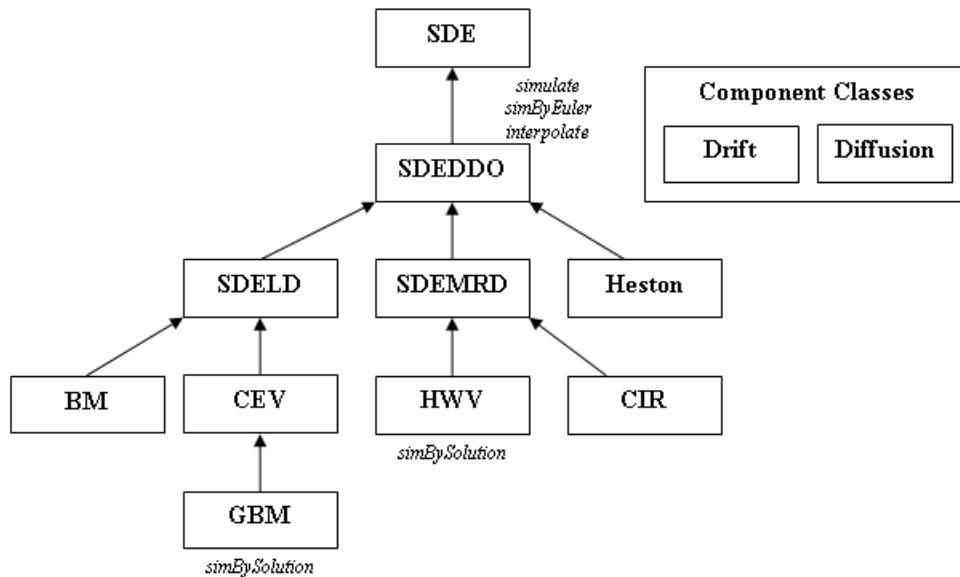 SDE
simulate
simByEuler
interpolate
Component Classes
Drift
Diffusion
SDEDDO
SDELD
SDEMRD
Heston
BM
CEV
HWV
CIR
simBySolution
GBM
simBySolution